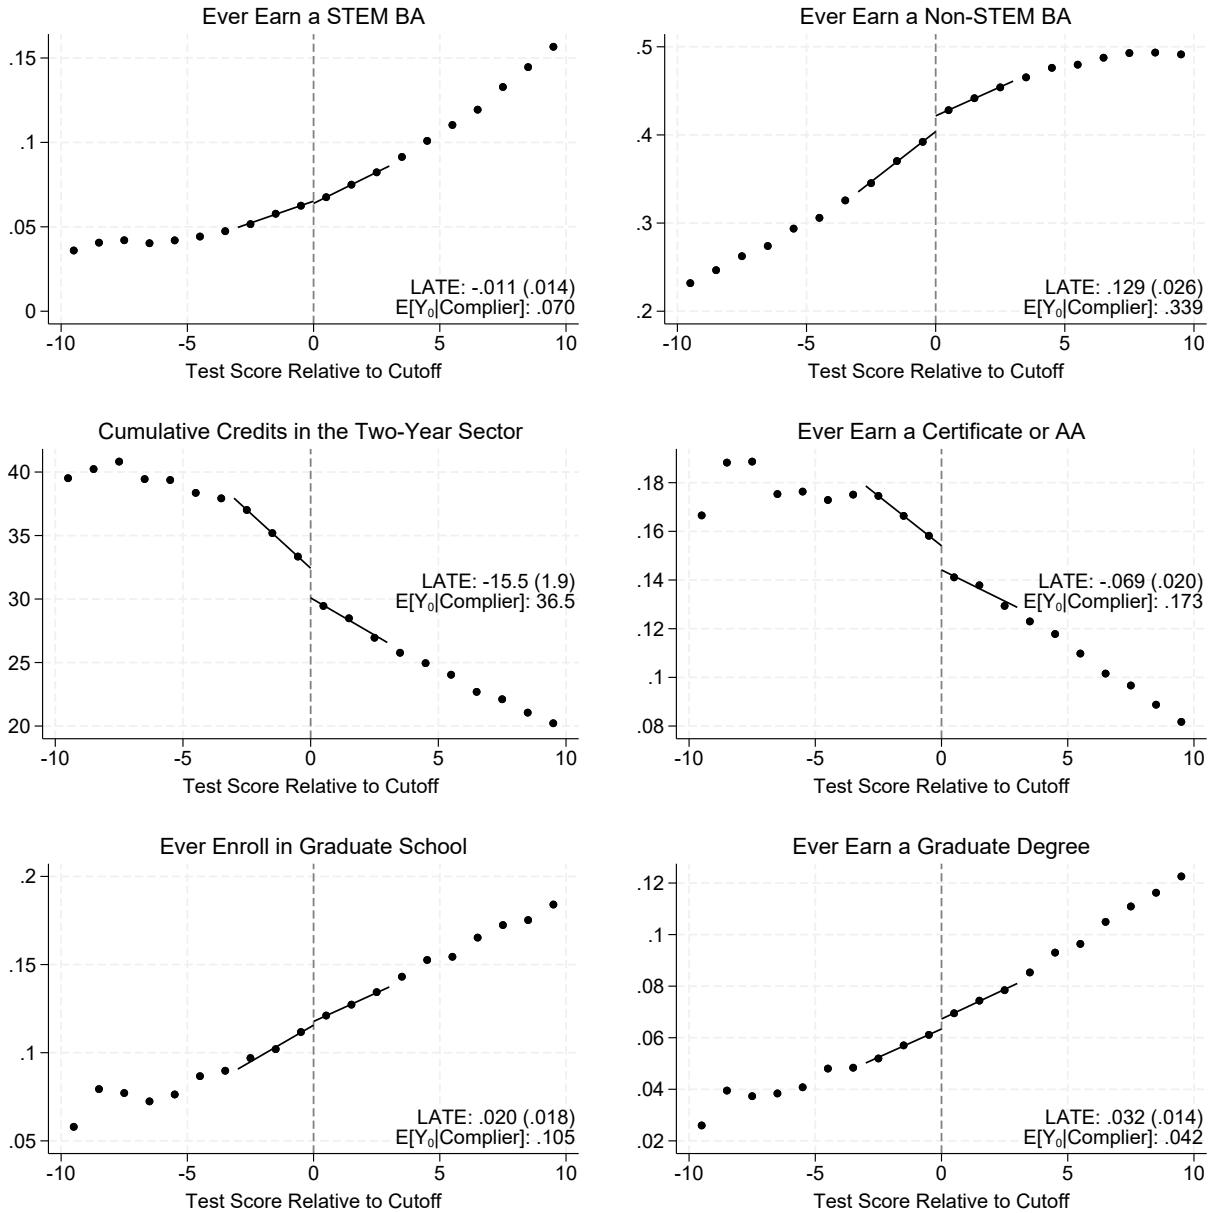 Ever Earn a STEM BA
.15
.1
.05
0
LATE: -.011 (.014)
E[Y₀|Complier]: .070
-10 -5 0 5 10
Test Score Relative to Cutoff
Ever Earn a Non-STEM BA
.5
.4
.3
.2
LATE: .129 (.026)
E[Y₀|Complier]: .339
-10 -5 0 5 10
Test Score Relative to Cutoff
Cumulative Credits in the Two-Year Sector
40
35
30
25
20
LATE: -15.5 (1.9)
E[Y₀|Complier]: 36.5
-10 -5 0 5 10
Test Score Relative to Cutoff
Ever Earn a Certificate or AA
.18
.16
.14
.12
.1
.08
LATE: -.069 (.020)
E[Y₀|Complier]: .173
-10 -5 0 5 10
Test Score Relative to Cutoff
Ever Enroll in Graduate School
.2
.15
.1
.05
LATE: .020 (.018)
E[Y₀|Complier]: .105
-10 -5 0 5 10
Test Score Relative to Cutoff
Ever Earn a Graduate Degree
.12
.1
.08
.06
.04
.02
LATE: .032 (.014)
E[Y₀|Complier]: .042
-10 -5 0 5 10
Test Score Relative to Cutoff